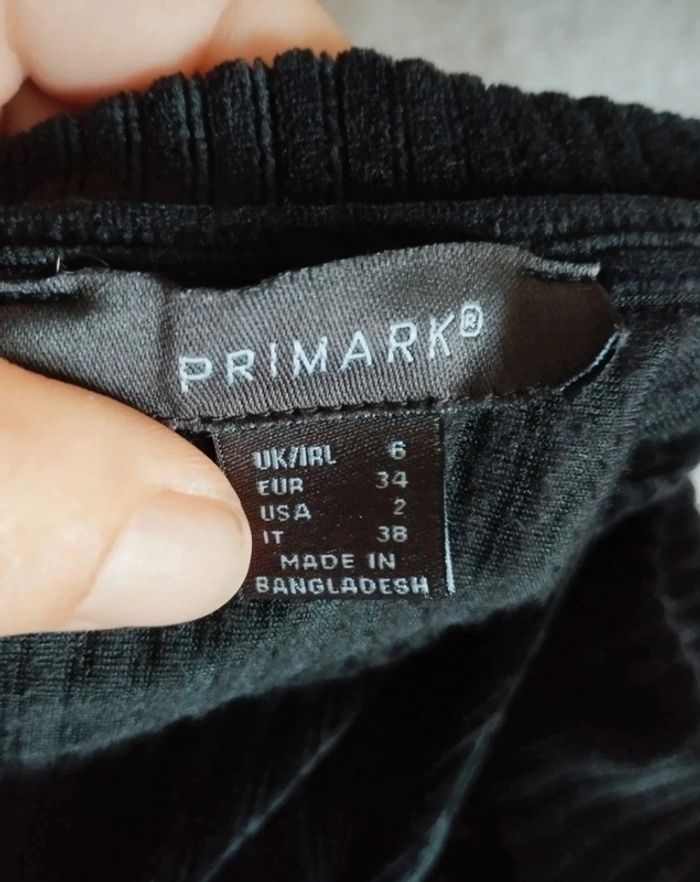 PRIMARK®
UK/IRL 6
EUR 34
USA 2
IT 38
MADE IN
BANGLADESH